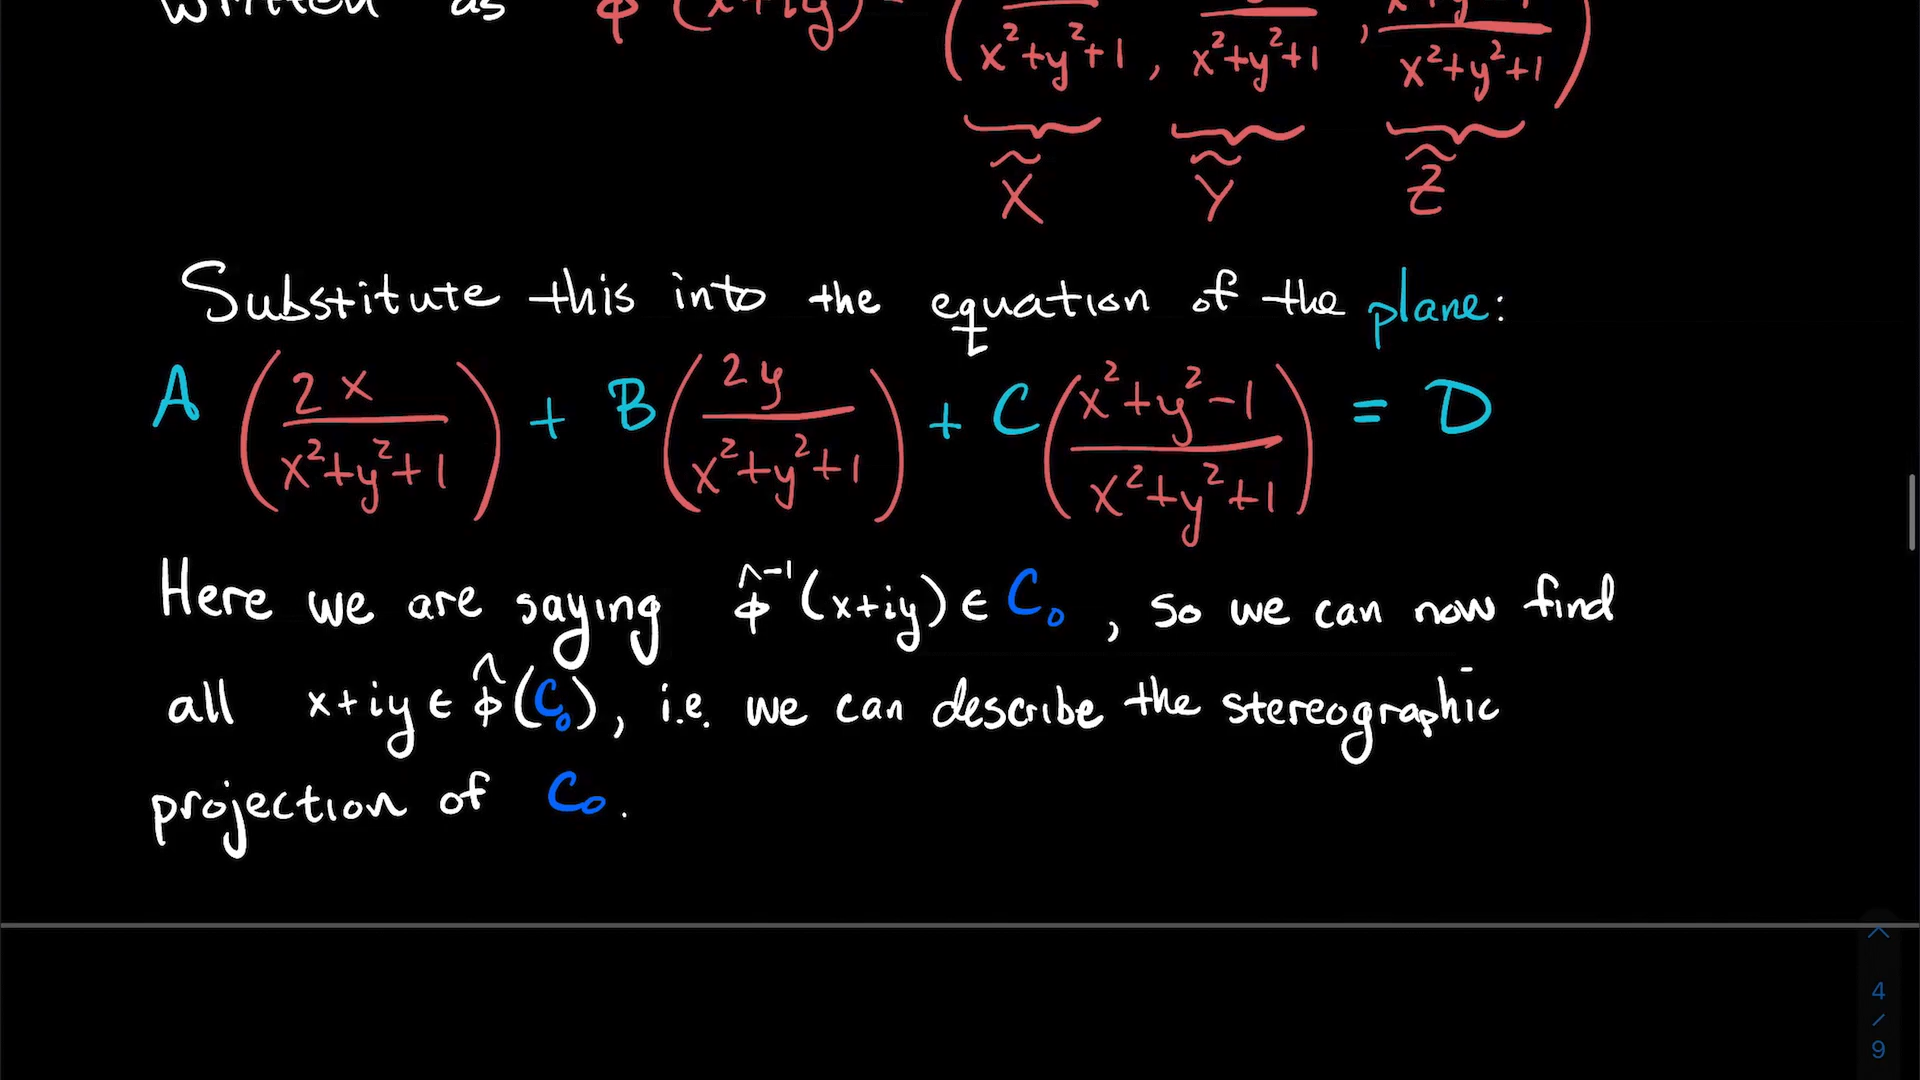 written as φ (x+iy) = ( / x²+y²+1 , / x²+y²+1 , x²+y²-1 / x²+y²+1 )
X̃ Ỹ Z̃
Substitute this into the equation of the plane:
A (2x / x²+y²+1) + B (2y / x²+y²+1) + C (x²+y²-1 / x²+y²+1) = D
Here we are saying φ̂⁻¹(x+iy) ∈ C₀ , so we can now find
all x+iy ∈ φ̂(C₀), i.e. we can describe the stereographic
projection of C₀.
4
/
9